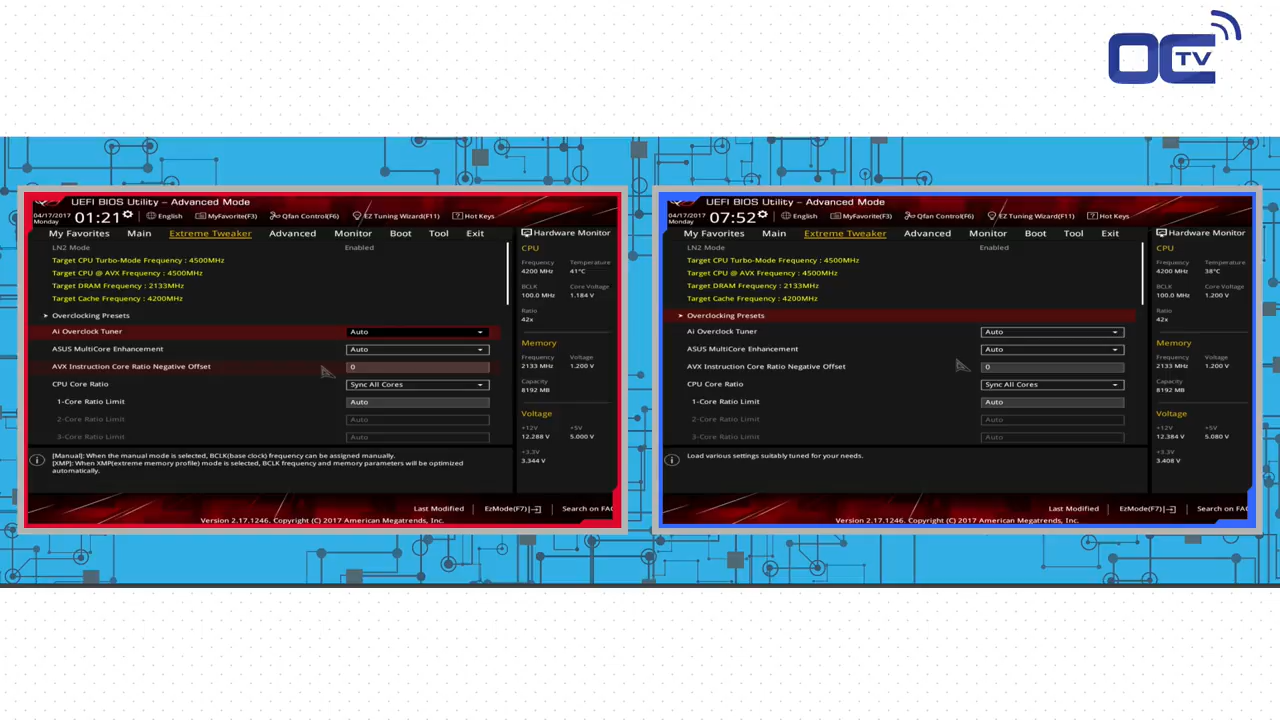 OC TV
UEFI BIOS Utility – Advanced Mode
04/17/2017
Monday
01:21
English
MyFavorite(F3)
Qfan Control(F6)
EZ Tuning Wizard(F11)
Hot Keys
My Favorites Main Extreme Tweaker Advanced Monitor Boot Tool Exit
LN2 Mode Enabled
Target CPU Turbo-Mode Frequency : 4500MHz
Target CPU @ AVX Frequency : 4500MHz
Target DRAM Frequency : 2133MHz
Target Cache Frequency : 4200MHz
Overclocking Presets
Ai Overclock Tuner Auto
ASUS MultiCore Enhancement Auto
AVX Instruction Core Ratio Negative Offset 0
CPU Core Ratio Sync All Cores
1-Core Ratio Limit Auto
2-Core Ratio Limit Auto
3-Core Ratio Limit Auto
[Manual]: When the manual mode is selected, BCLK(base clock) frequency can be assigned manually.
[XMP]: When XMP(extreme memory profile) mode is selected, BCLK frequency and memory parameters will be optimized
automatically.
Hardware Monitor
CPU
Frequency Temperature
4200 MHz 41°C
BCLK Core Voltage
100.0 MHz 1.184 V
Ratio
42x
Memory
Frequency Voltage
2133 MHz 1.200 V
Capacity
8192 MB
Voltage
+12V +5V
12.288 V 5.000 V
+3.3V
3.344 V
Last Modified EzMode(F7) Search on FAQ
Version 2.17.1246. Copyright (C) 2017 American Megatrends, Inc.
UEFI BIOS Utility – Advanced Mode
04/17/2017
Monday
07:52
English
MyFavorite(F3)
Qfan Control(F6)
EZ Tuning Wizard(F11)
Hot Keys
My Favorites Main Extreme Tweaker Advanced Monitor Boot Tool Exit
LN2 Mode Enabled
Target CPU Turbo-Mode Frequency : 4500MHz
Target CPU @ AVX Frequency : 4500MHz
Target DRAM Frequency : 2133MHz
Target Cache Frequency : 4200MHz
Overclocking Presets
Ai Overclock Tuner Auto
ASUS MultiCore Enhancement Auto
AVX Instruction Core Ratio Negative Offset 0
CPU Core Ratio Sync All Cores
1-Core Ratio Limit Auto
2-Core Ratio Limit Auto
3-Core Ratio Limit Auto
Load various settings suitably tuned for your needs.
Hardware Monitor
CPU
Frequency Temperature
4200 MHz 38°C
BCLK Core Voltage
100.0 MHz 1.200 V
Ratio
42x
Memory
Frequency Voltage
2133 MHz 1.200 V
Capacity
8192 MB
Voltage
+12V +5V
12.384 V 5.080 V
+3.3V
3.408 V
Last Modified EzMode(F7) Search on FA
Version 2.17.1246. Copyright (C) 2017 American Megatrends, Inc.